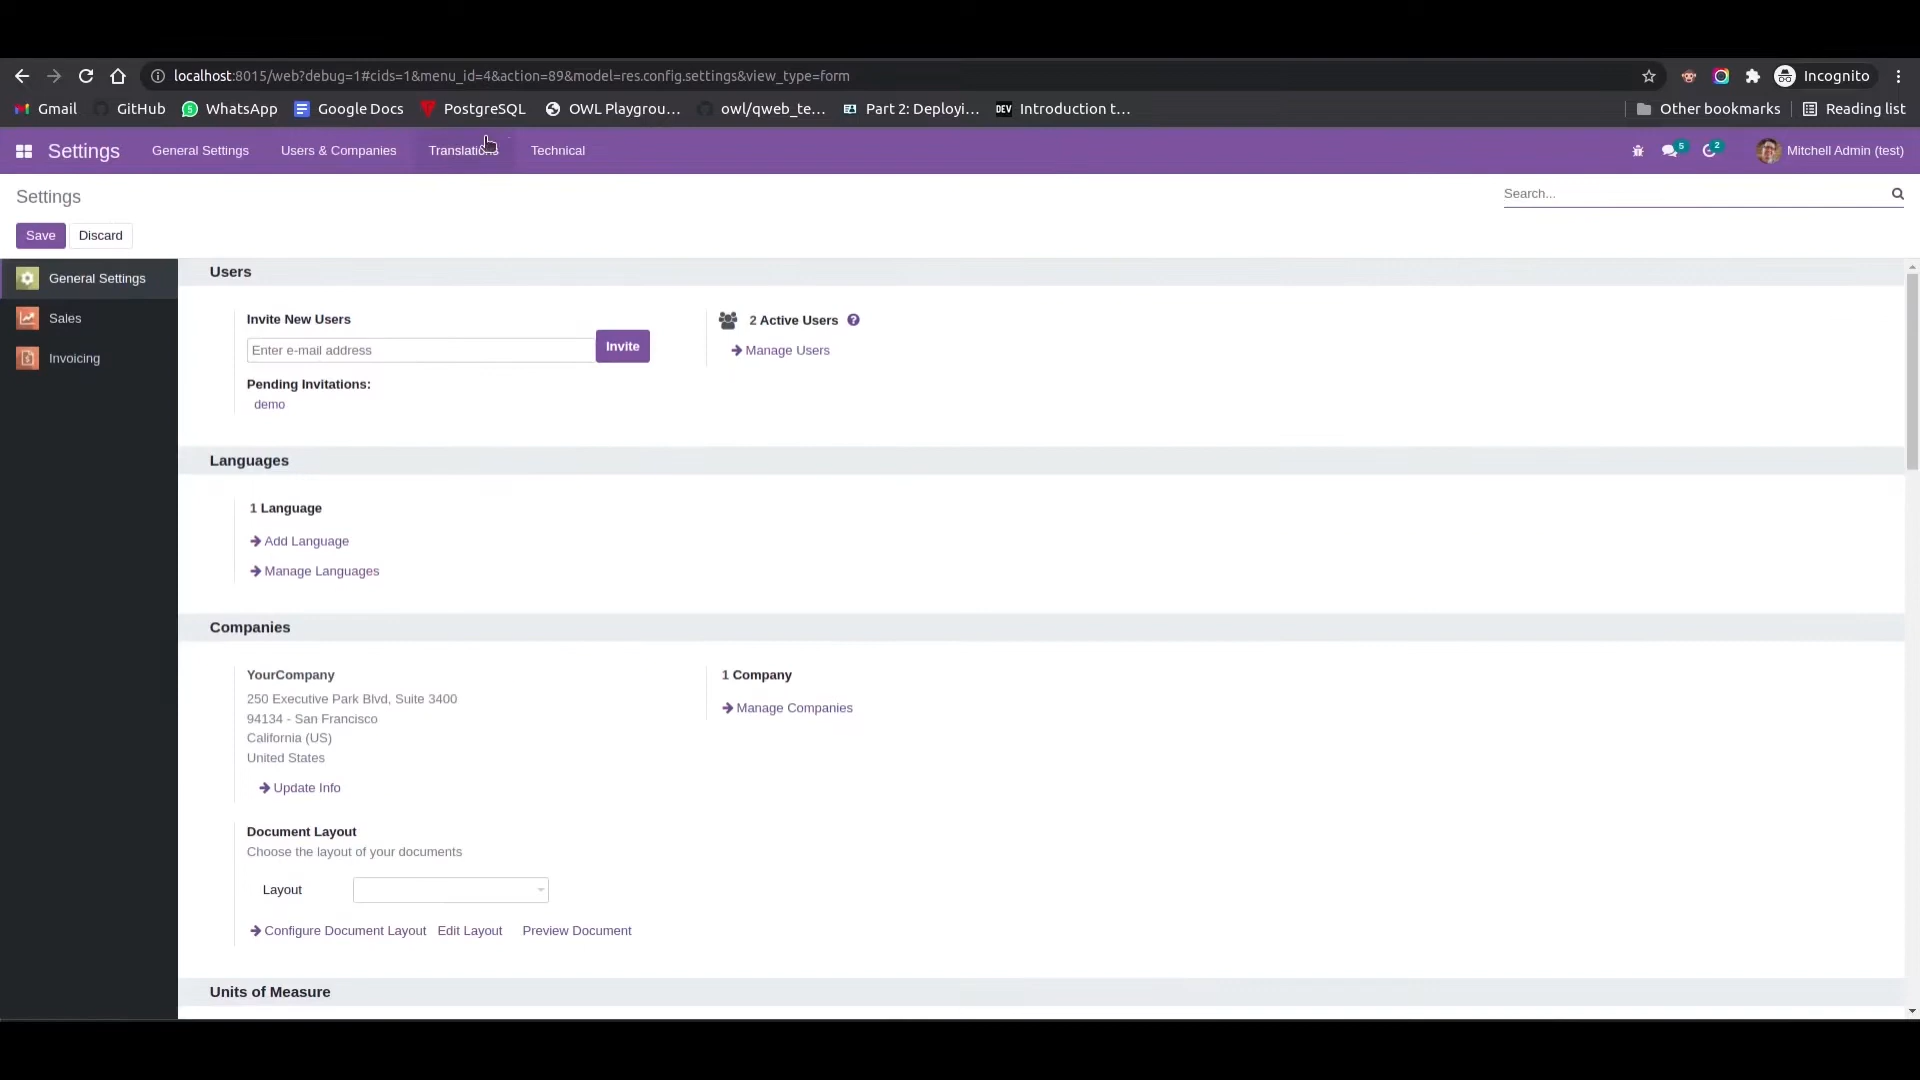 localhost:8015/web?debug=1#cids=1&menu_id=4&action=89&model=res.config.settings&view_type=form
Incognito
Gmail GitHub WhatsApp Google Docs PostgreSQL OWL Playgrou... owl/qweb_te... Part 2: Deployi... DEV Introduction t... Other bookmarks Reading list
Settings General Settings Users & Companies Translations Technical 5 2 Mitchell Admin (test)
Settings
Search...
Save Discard
General Settings
Sales
Invoicing
Users
Invite New Users
Enter e-mail address Invite
Pending Invitations:
demo
2 Active Users ?
Manage Users
Languages
1 Language
Add Language
Manage Languages
Companies
YourCompany
250 Executive Park Blvd, Suite 3400
94134 - San Francisco
California (US)
United States
Update Info
1 Company
Manage Companies
Document Layout
Choose the layout of your documents
Layout
Configure Document Layout Edit Layout Preview Document
Units of Measure